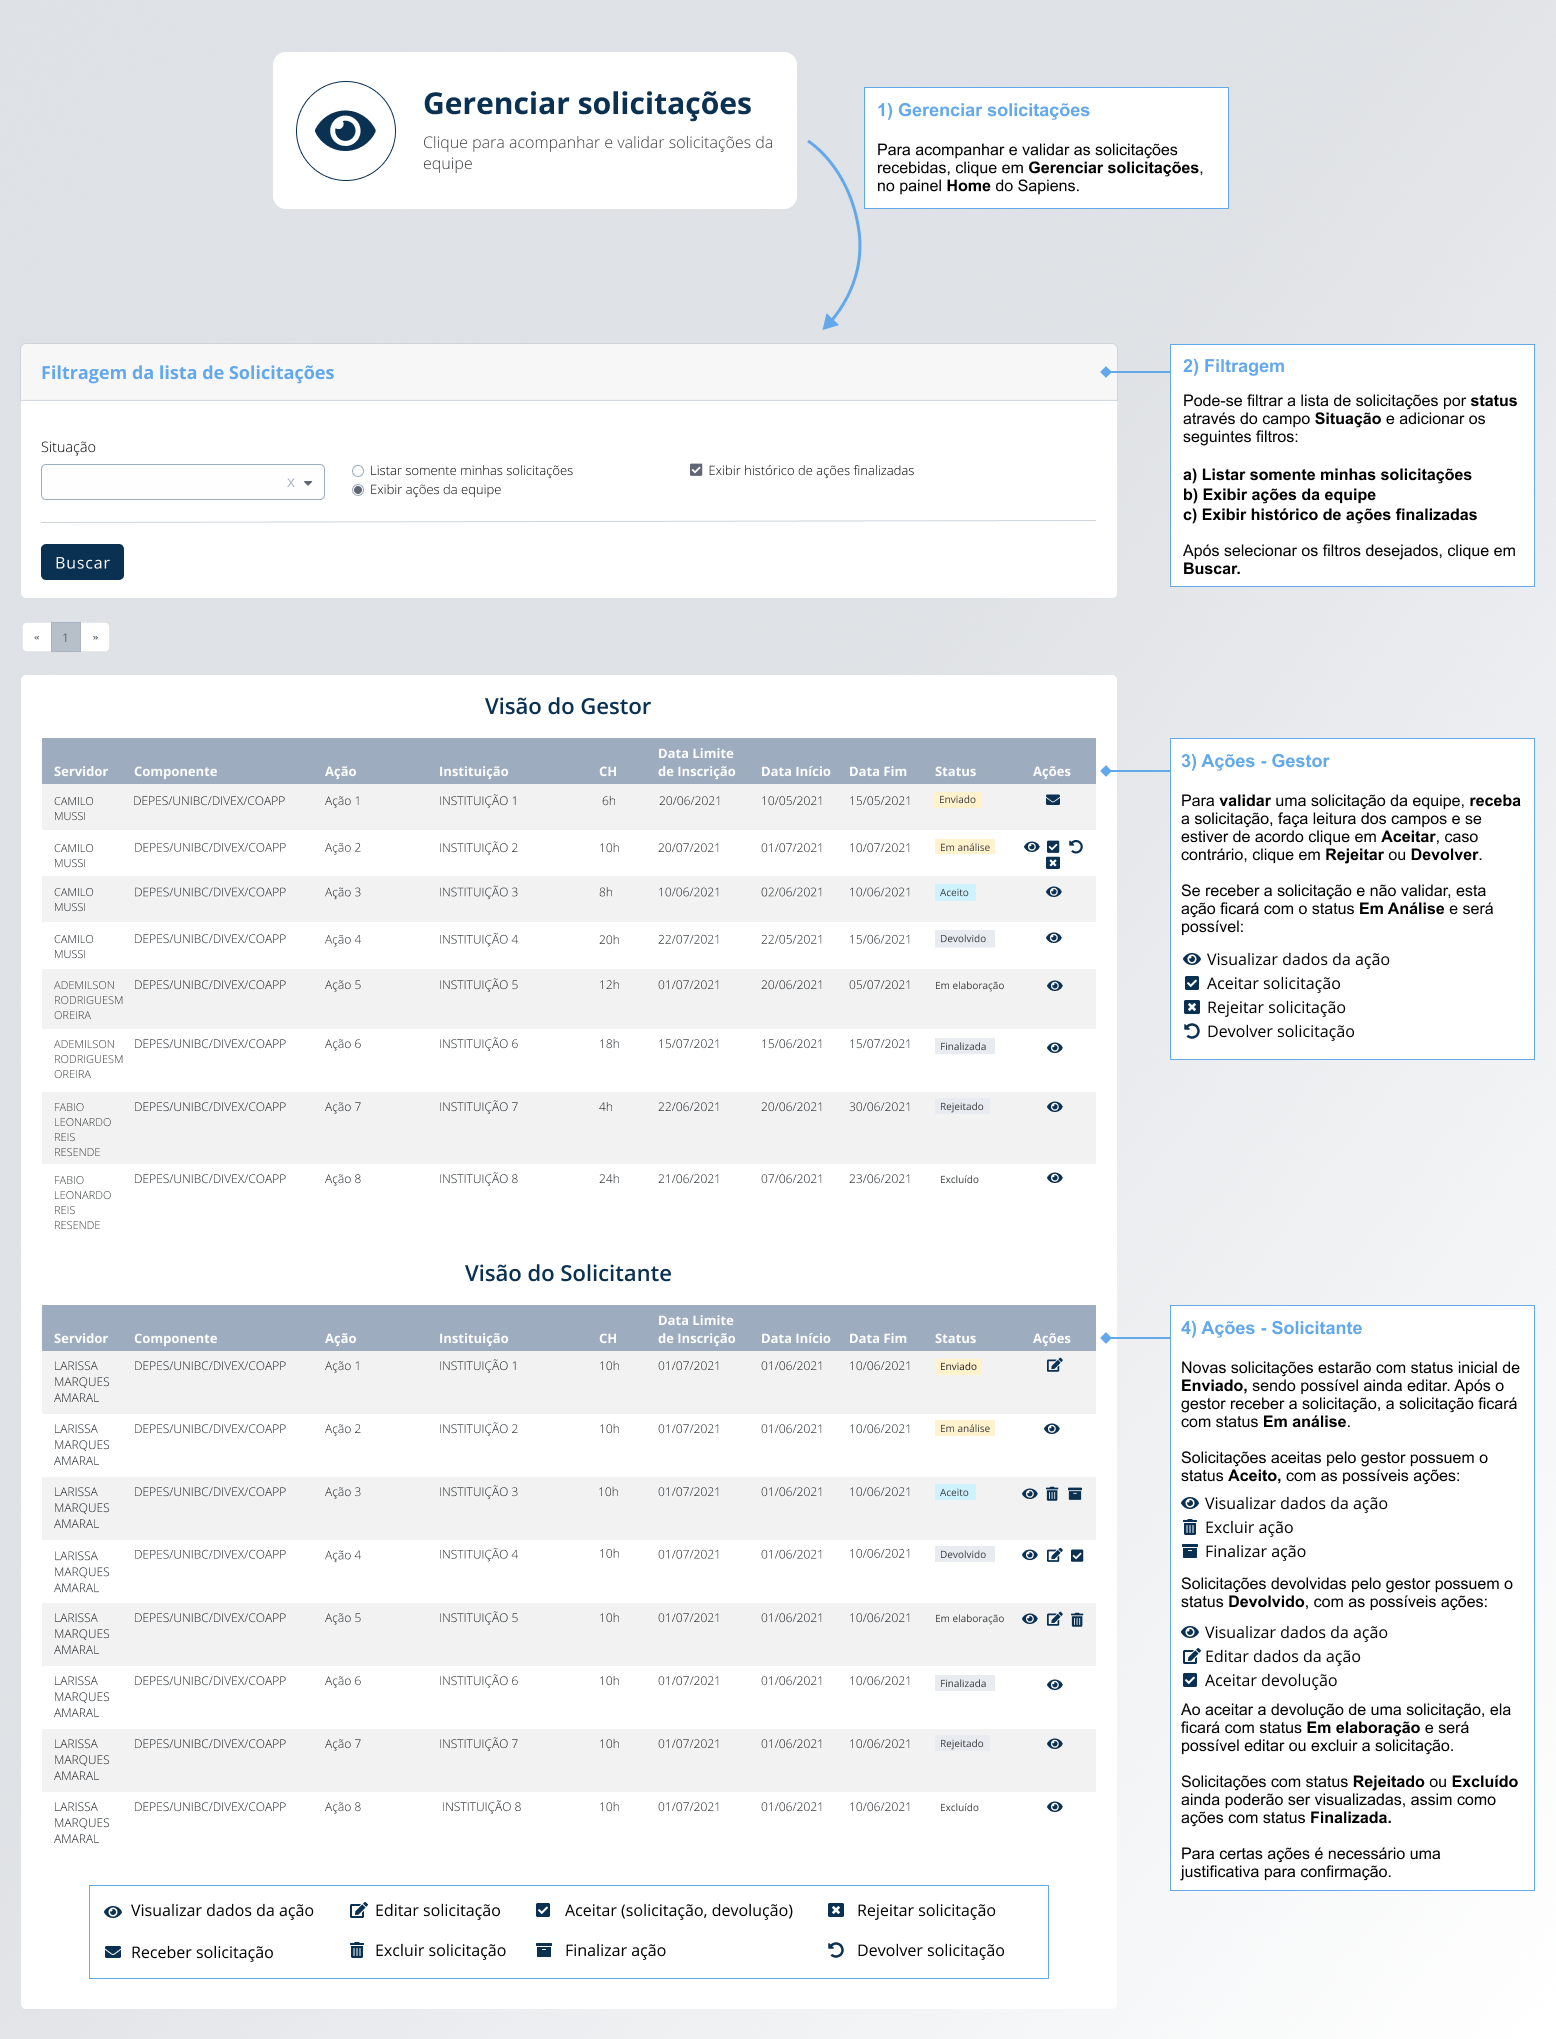 Gerenciar solicitações
Clique para acompanhar e validar solicitações da
equipe
1) Gerenciar solicitações
Para acompanhar e validar as solicitações
recebidas, clique em Gerenciar solicitações,
no painel Home do Sapiens.
Filtragem da lista de Solicitações
Situação
X
Listar somente minhas solicitações
Exibir ações da equipe
Exibir histórico de ações finalizadas
Buscar
2) Filtragem
Pode-se filtrar a lista de solicitações por status
através do campo Situação e adicionar os
seguintes filtros:
a) Listar somente minhas solicitações
b) Exibir ações da equipe
c) Exibir histórico de ações finalizadas
Após selecionar os filtros desejados, clique em
Buscar.
« 1 »
Visão do Gestor
Servidor Componente Ação Instituição CH Data Limite de Inscrição Data Início Data Fim Status Ações
CAMILO MUSSI DEPES/UNIBC/DIVEX/COAPP Ação 1 INSTITUIÇÃO 1 6h 20/06/2021 10/05/2021 15/05/2021 Enviado
CAMILO MUSSI DEPES/UNIBC/DIVEX/COAPP Ação 2 INSTITUIÇÃO 2 10h 20/07/2021 01/07/2021 10/07/2021 Em análise
CAMILO MUSSI DEPES/UNIBC/DIVEX/COAPP Ação 3 INSTITUIÇÃO 3 8h 10/06/2021 02/06/2021 10/06/2021 Aceito
CAMILO MUSSI DEPES/UNIBC/DIVEX/COAPP Ação 4 INSTITUIÇÃO 4 20h 22/07/2021 22/05/2021 15/06/2021 Devolvido
ADEMILSON RODRIGUESM OREIRA DEPES/UNIBC/DIVEX/COAPP Ação 5 INSTITUIÇÃO 5 12h 01/07/2021 20/06/2021 05/07/2021 Em elaboração
ADEMILSON RODRIGUESM OREIRA DEPES/UNIBC/DIVEX/COAPP Ação 6 INSTITUIÇÃO 6 18h 15/07/2021 15/06/2021 15/07/2021 Finalizada
FABIO LEONARDO REIS RESENDE DEPES/UNIBC/DIVEX/COAPP Ação 7 INSTITUIÇÃO 7 4h 22/06/2021 20/06/2021 30/06/2021 Rejeitado
FABIO LEONARDO REIS RESENDE DEPES/UNIBC/DIVEX/COAPP Ação 8 INSTITUIÇÃO 8 24h 21/06/2021 07/06/2021 23/06/2021 Excluído
3) Ações - Gestor
Para validar uma solicitação da equipe, receba
a solicitação, faça leitura dos campos e se
estiver de acordo clique em Aceitar, caso
contrário, clique em Rejeitar ou Devolver.
Se receber a solicitação e não validar, esta
ação ficará com o status Em Análise e será
possível:
Visualizar dados da ação
Aceitar solicitação
Rejeitar solicitação
Devolver solicitação
Visão do Solicitante
Servidor Componente Ação Instituição CH Data Limite de Inscrição Data Início Data Fim Status Ações
LARISSA MARQUES AMARAL DEPES/UNIBC/DIVEX/COAPP Ação 1 INSTITUIÇÃO 1 10h 01/07/2021 01/06/2021 10/06/2021 Enviado
LARISSA MARQUES AMARAL DEPES/UNIBC/DIVEX/COAPP Ação 2 INSTITUIÇÃO 2 10h 01/07/2021 01/06/2021 10/06/2021 Em análise
LARISSA MARQUES AMARAL DEPES/UNIBC/DIVEX/COAPP Ação 3 INSTITUIÇÃO 3 10h 01/07/2021 01/06/2021 10/06/2021 Aceito
LARISSA MARQUES AMARAL DEPES/UNIBC/DIVEX/COAPP Ação 4 INSTITUIÇÃO 4 10h 01/07/2021 01/06/2021 10/06/2021 Devolvido
LARISSA MARQUES AMARAL DEPES/UNIBC/DIVEX/COAPP Ação 5 INSTITUIÇÃO 5 10h 01/07/2021 01/06/2021 10/06/2021 Em elaboração
LARISSA MARQUES AMARAL DEPES/UNIBC/DIVEX/COAPP Ação 6 INSTITUIÇÃO 6 10h 01/07/2021 01/06/2021 10/06/2021 Finalizada
LARISSA MARQUES AMARAL DEPES/UNIBC/DIVEX/COAPP Ação 7 INSTITUIÇÃO 7 10h 01/07/2021 01/06/2021 10/06/2021 Rejeitado
LARISSA MARQUES AMARAL DEPES/UNIBC/DIVEX/COAPP Ação 8 INSTITUIÇÃO 8 10h 01/07/2021 01/06/2021 10/06/2021 Excluído
4) Ações - Solicitante
Novas solicitações estarão com status inicial de
Enviado, sendo possível ainda editar. Após o
gestor receber a solicitação, a solicitação ficará
com status Em análise.
Solicitações aceitas pelo gestor possuem o
status Aceito, com as possíveis ações:
Visualizar dados da ação
Excluir ação
Finalizar ação
Solicitações devolvidas pelo gestor possuem o
status Devolvido, com as possíveis ações:
Visualizar dados da ação
Editar dados da ação
Aceitar devolução
Ao aceitar a devolução de uma solicitação, ela
ficará com status Em elaboração e será
possível editar ou excluir a solicitação.
Solicitações com status Rejeitado ou Excluído
ainda poderão ser visualizadas, assim como
ações com status Finalizada.
Para certas ações é necessário uma
justificativa para confirmação.
Visualizar dados da ação Editar solicitação Aceitar (solicitação, devolução) Rejeitar solicitação
Receber solicitação Excluir solicitação Finalizar ação Devolver solicitação